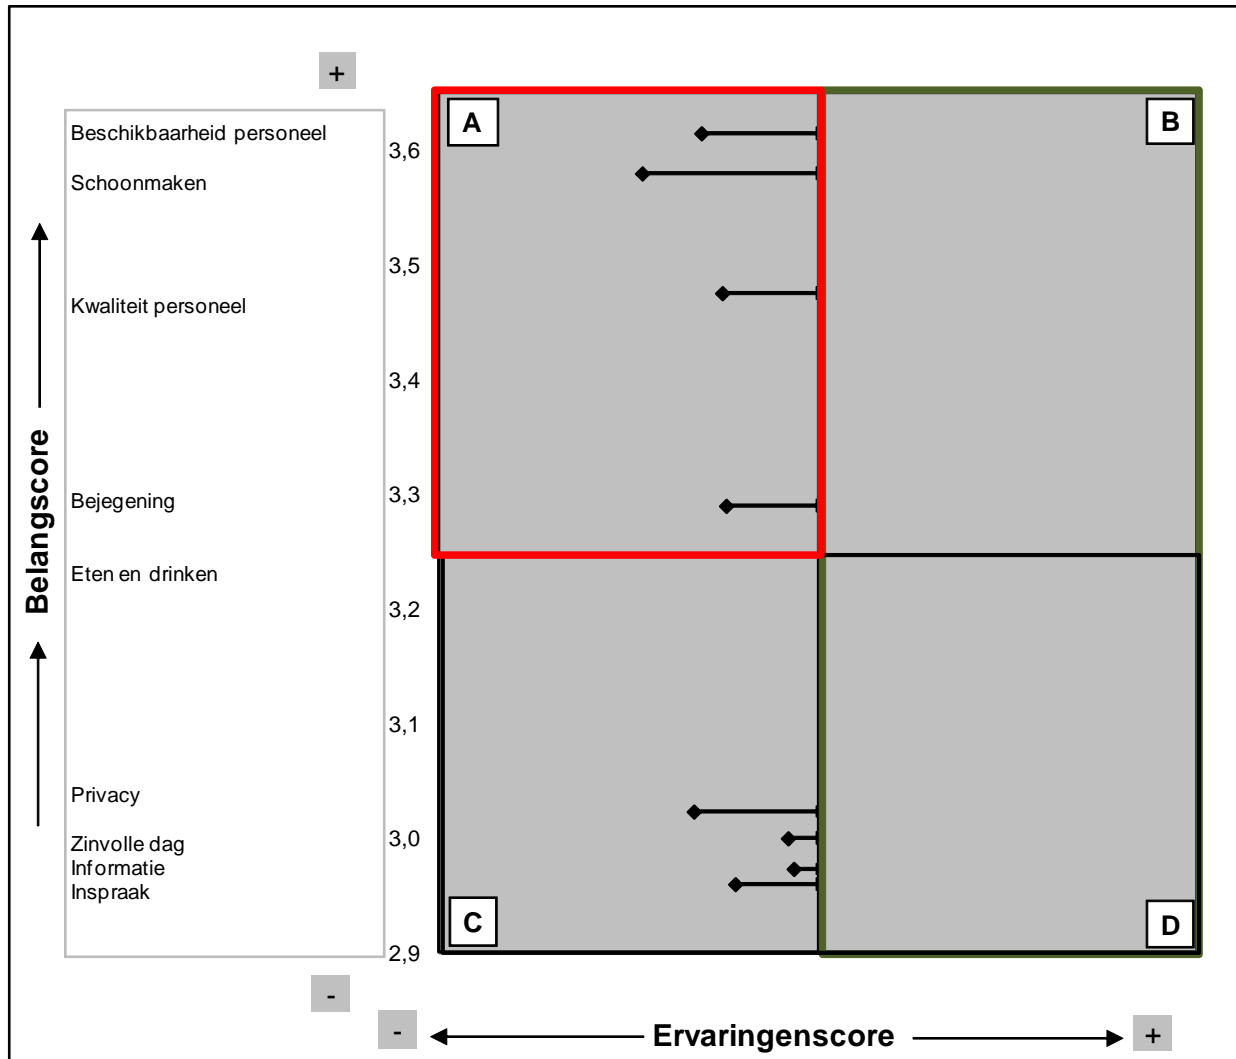 +
A
B
Beschikbaarheid personeel
3,6
Schoonmaken
3,5
Kwaliteit personeel
3,4
Bejegening
3,3
Eten en drinken
3,2
3,1
Privacy
3,0
Zinvolle dag
Informatie
Inspraak
C
D
2,9
Belangscore
-
-
Ervaringenscore
+